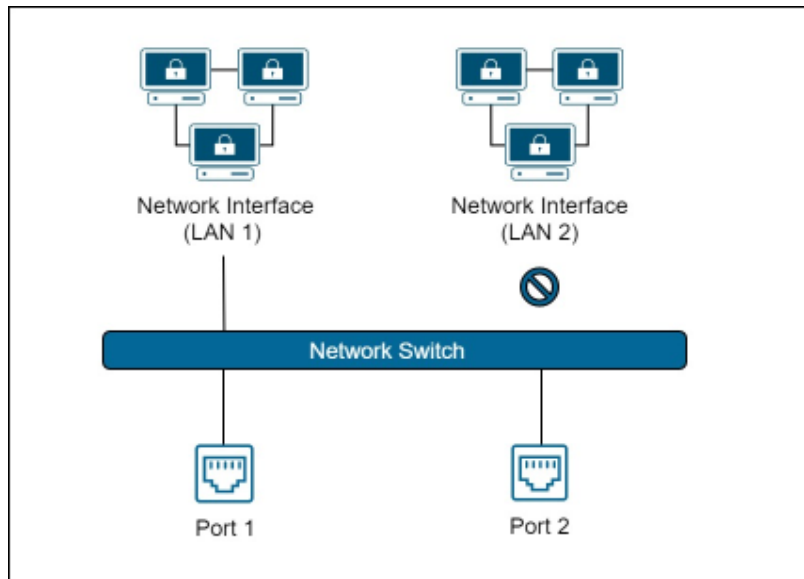 Network Interface
(LAN 1)
Network Interface
(LAN 2)
Network Switch
Port 1
Port 2